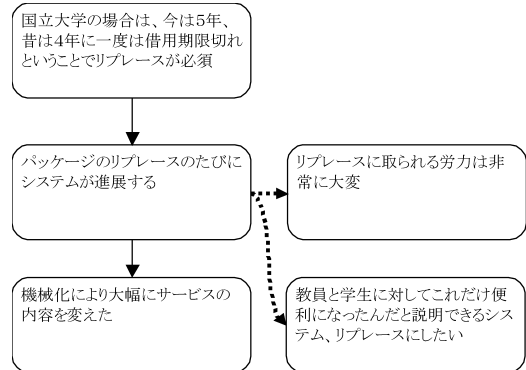 国立大学の場合は、今は5年、
昔は4年に一度は借用期限切れ
ということでリプレースが必須
パッケージのリプレースのたびに
システムが進展する
リプレースに取られる労力は非
常に大変
機械化により大幅にサービスの
内容を変えた
教員と学生に対してこれだけ便
利になったんだと説明できるシ
ステム、リプレースにしたい